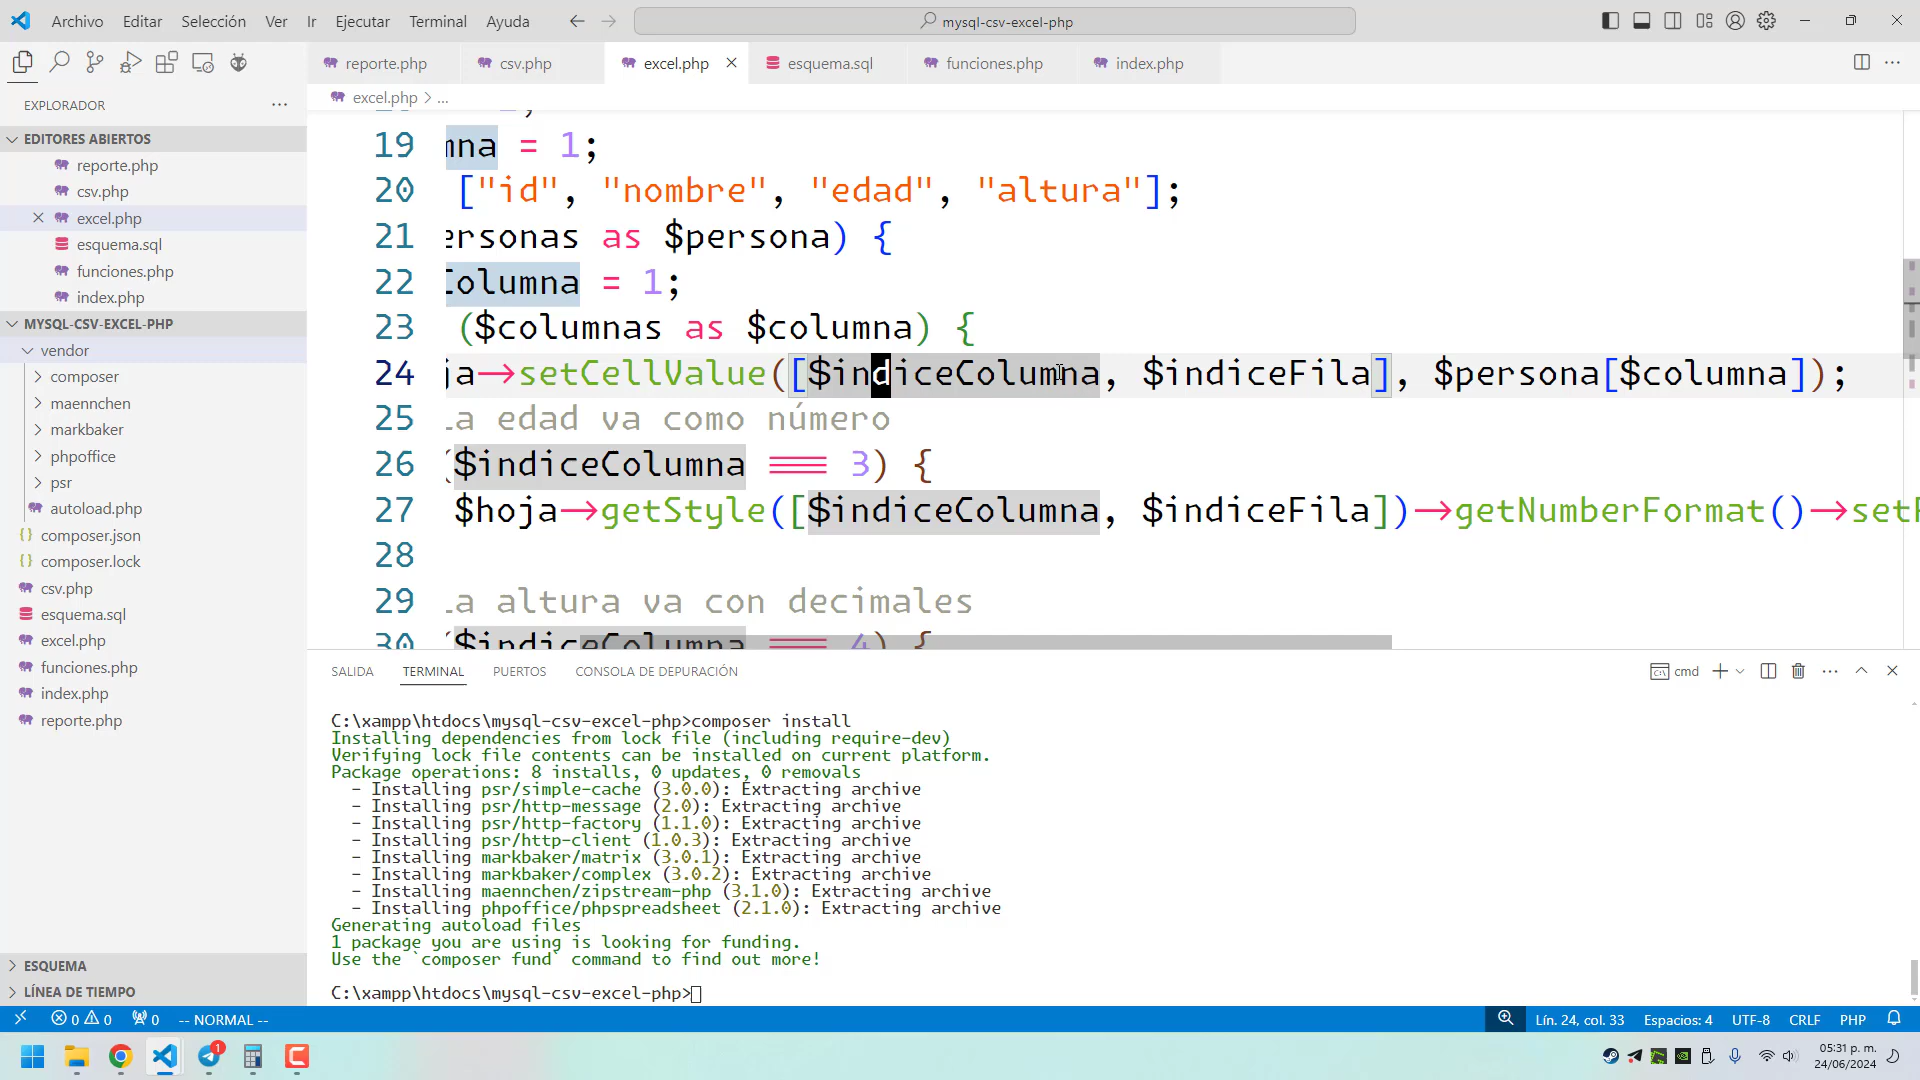 Archivo Editar Selección Ver Ir Ejecutar Terminal Ayuda
mysql-csv-excel-php
EXPLORADOR
EDITORES ABIERTOS
reporte.php
csv.php
excel.php
esquema.sql
funciones.php
index.php
MYSQL-CSV-EXCEL-PHP
vendor
composer
maennchen
markbaker
phpoffice
psr
autoload.php
composer.json
composer.lock
csv.php
esquema.sql
excel.php
funciones.php
index.php
reporte.php
ESQUEMA
LÍNEA DE TIEMPO
reporte.php csv.php excel.php esquema.sql funciones.php index.php
excel.php > ...
19 mna = 1;
20 ["id", "nombre", "edad", "altura"];
21 ersonas as $persona) {
22 Columna = 1;
23 ($columnas as $columna) {
24 ja->setCellValue([$indiceColumna, $indiceFila], $persona[$columna]);
25 La edad va como número
26 ($indiceColumna === 3) {
27 $hoja->getStyle([$indiceColumna, $indiceFila])->getNumberFormat()->setF
28
29 La altura va con decimales
30 ($indiceColumna === 4) {
SALIDA TERMINAL PUERTOS CONSOLA DE DEPURACIÓN
cmd
C:\xampp\htdocs\mysql-csv-excel-php>composer install
Installing dependencies from lock file (including require-dev)
Verifying lock file contents can be installed on current platform.
Package operations: 8 installs, 0 updates, 0 removals
- Installing psr/simple-cache (3.0.0): Extracting archive
- Installing psr/http-message (2.0): Extracting archive
- Installing psr/http-factory (1.1.0): Extracting archive
- Installing psr/http-client (1.0.3): Extracting archive
- Installing markbaker/matrix (3.0.1): Extracting archive
- Installing markbaker/complex (3.0.2): Extracting archive
- Installing maennchen/zipstream-php (3.1.0): Extracting archive
- Installing phpoffice/phpspreadsheet (2.1.0): Extracting archive
Generating autoload files
1 package you are using is looking for funding.
Use the `composer fund` command to find out more!
C:\xampp\htdocs\mysql-csv-excel-php>
0 0 0 -- NORMAL --
Lín. 24, col. 33 Espacios: 4 UTF-8 CRLF PHP
1
05:31 p. m.
24/06/2024